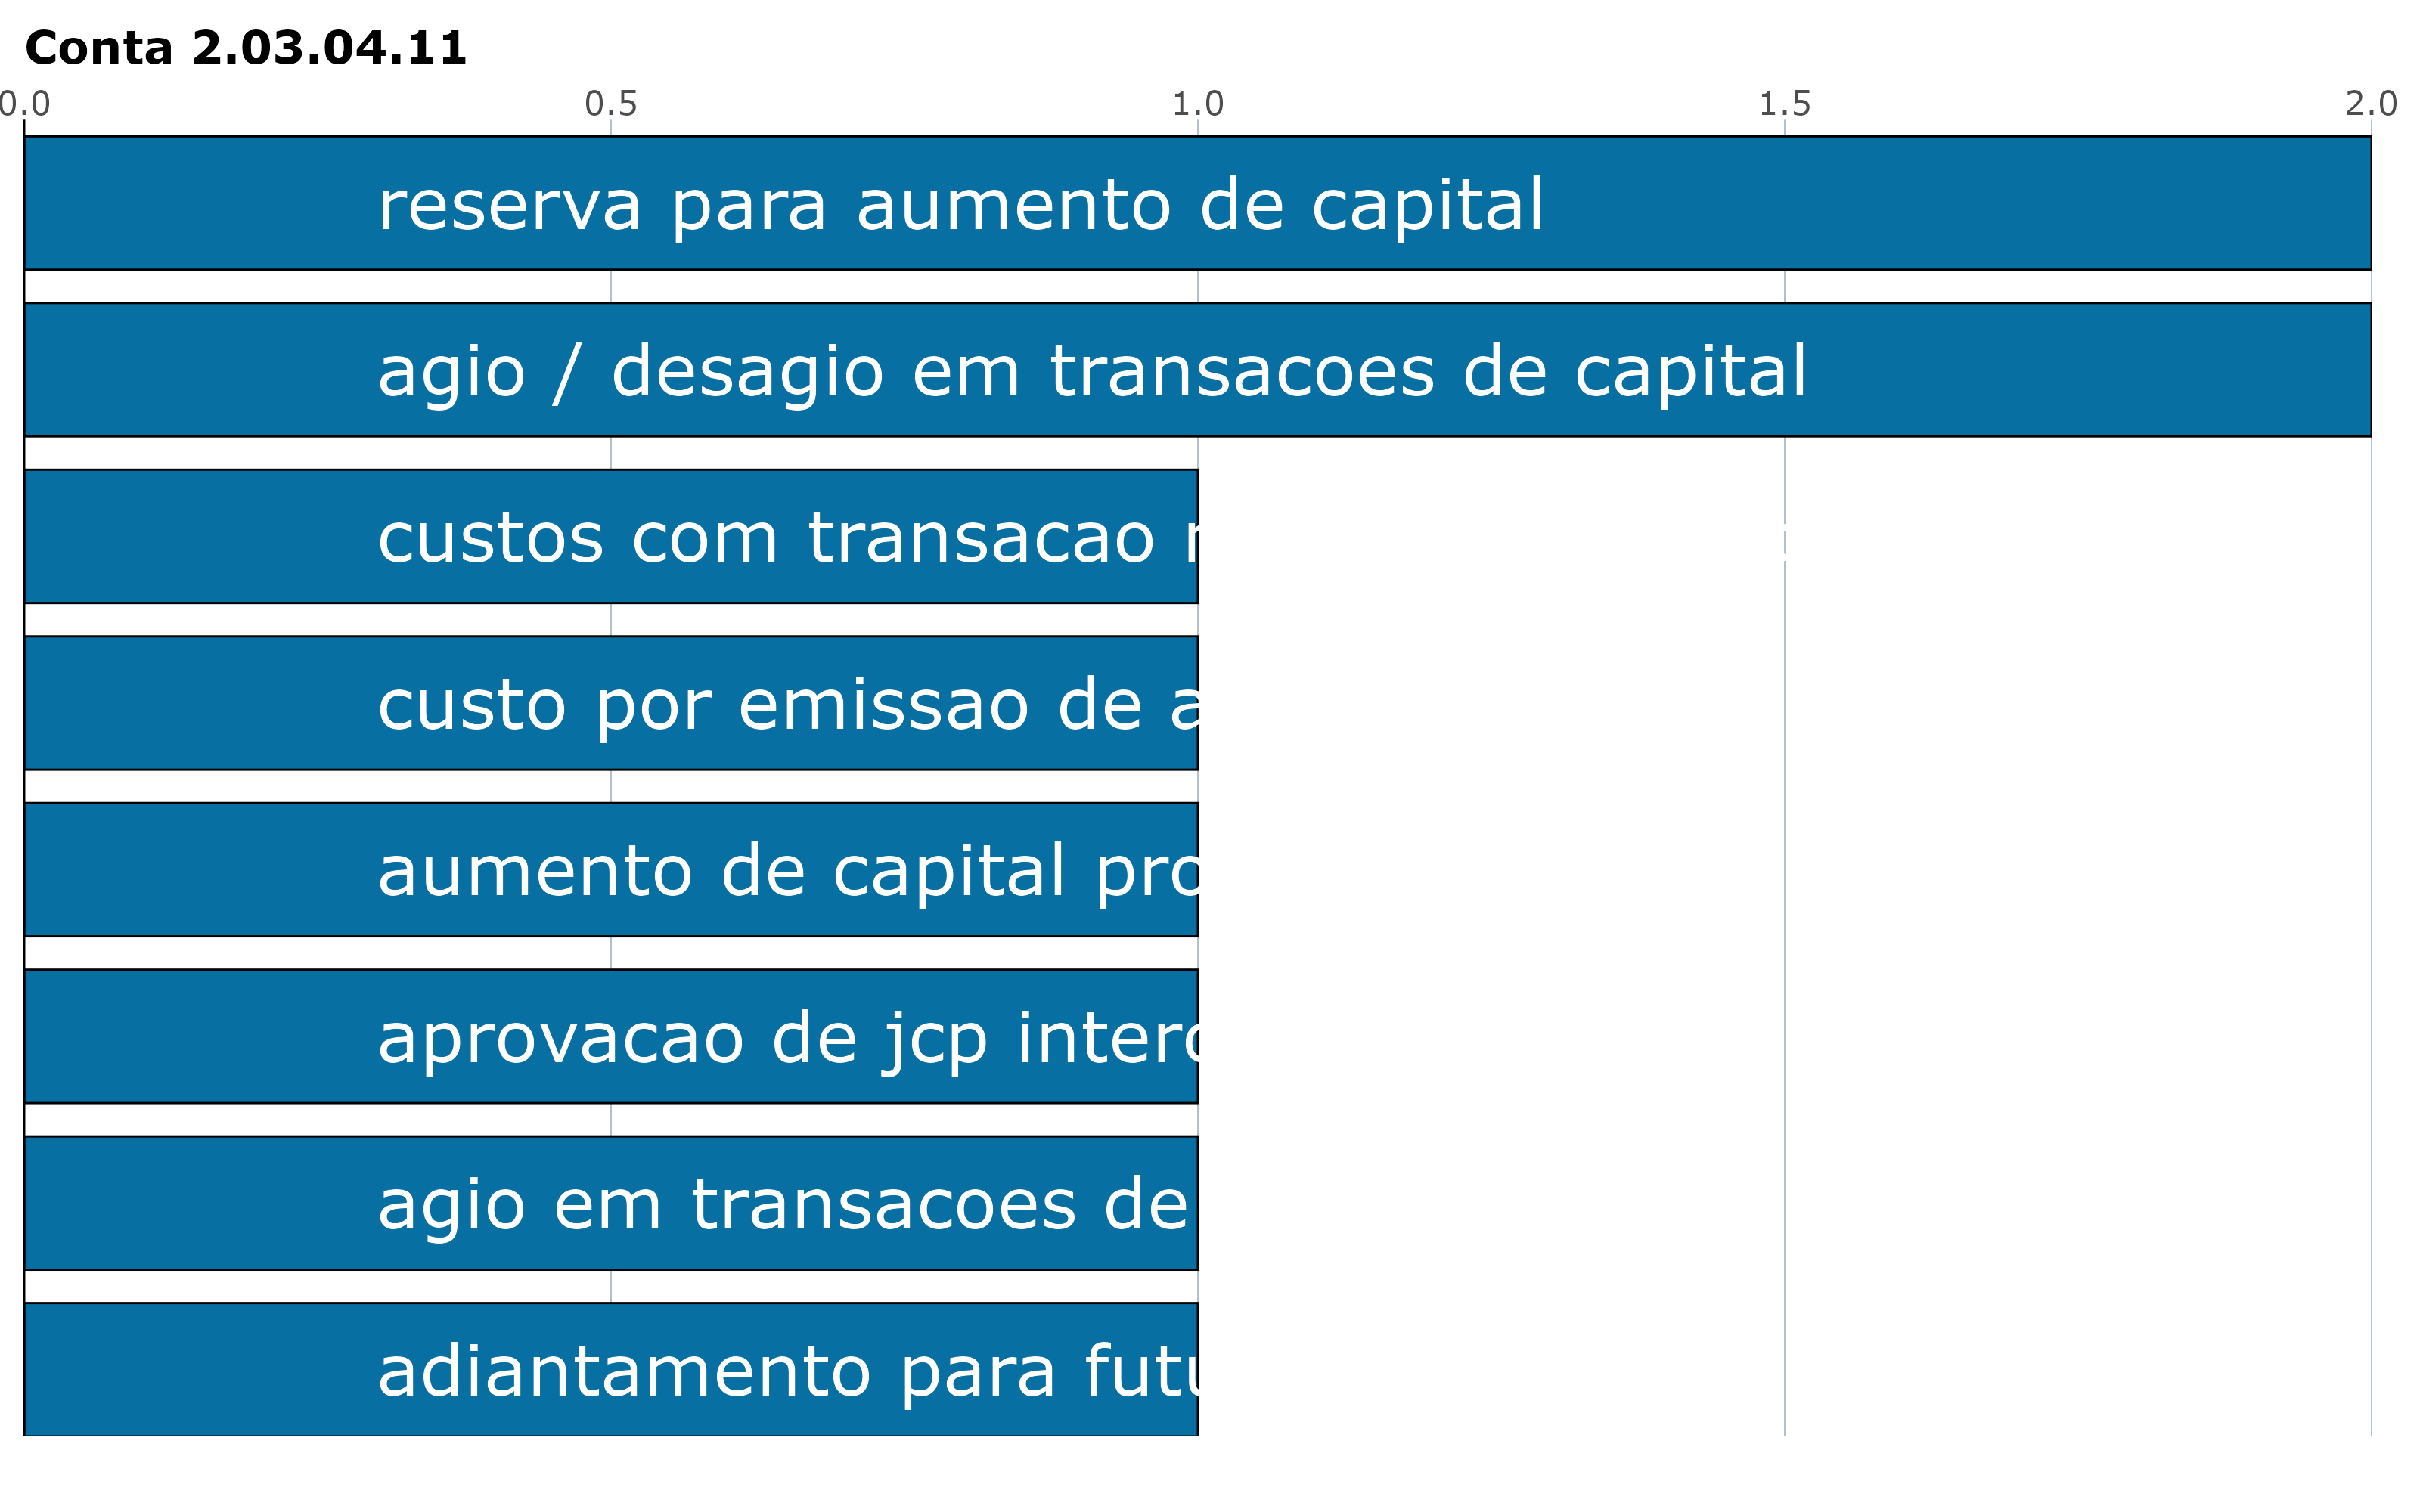 Conta 2.03.04.11
0.0 0.5 1.0 1.5 2.0
reserva para aumento de capital
agio / desagio em transacoes de capital
custos com transacao
custo por emissao de
aumento de capital
aprovacao de jcp
agio em transacoes de
adiantamento para